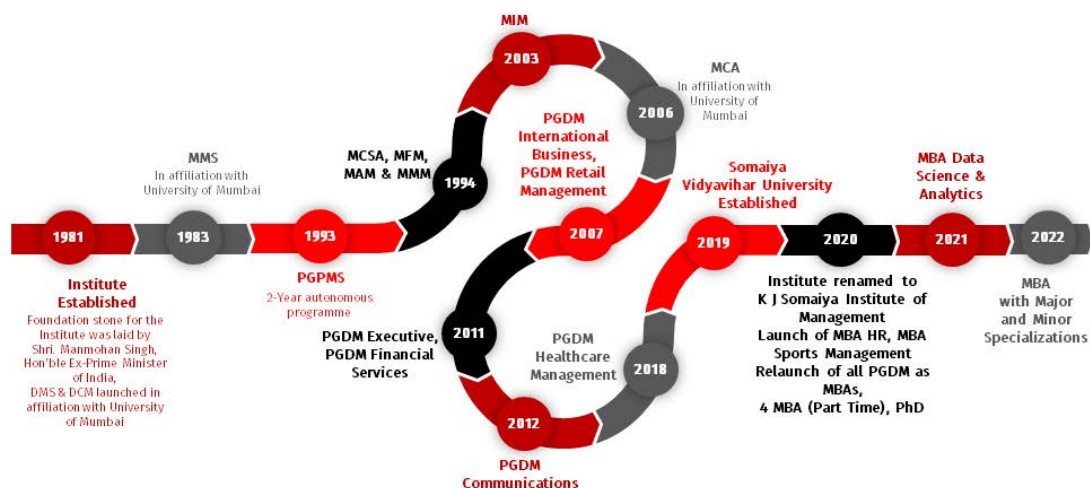 1981
Institute
Established
Foundation stone for the
Institute was laid by
Shri. Manmohan Singh,
Hon'ble Ex-Prime Minister
of India,
DMS & DCM launched in
affiliation with University
of Mumbai
MMS
In affiliation with
University of Mumbai
1983
1993
PGPMS
2-Year autonomous
programme
MCSA, MFM,
MAM & MMM
1994
MIM
2003
MCA
In affiliation with
University of
Mumbai
2006
PGDM
International
Business,
PGDM Retail
Management
2007
2011
PGDM Executive,
PGDM Financial
Services
2012
PGDM
Communications
PGDM
Healthcare
Management
2018
Somaiya
Vidyavihar University
Established
2019
2020
Institute renamed to
K J Somaiya Institute of
Management
Launch of MBA HR, MBA
Sports Management
Relaunch of all PGDM as
MBAs,
4 MBA (Part Time), PhD
MBA Data
Science &
Analytics
2021
2022
MBA
with Major
and Minor
Specializations